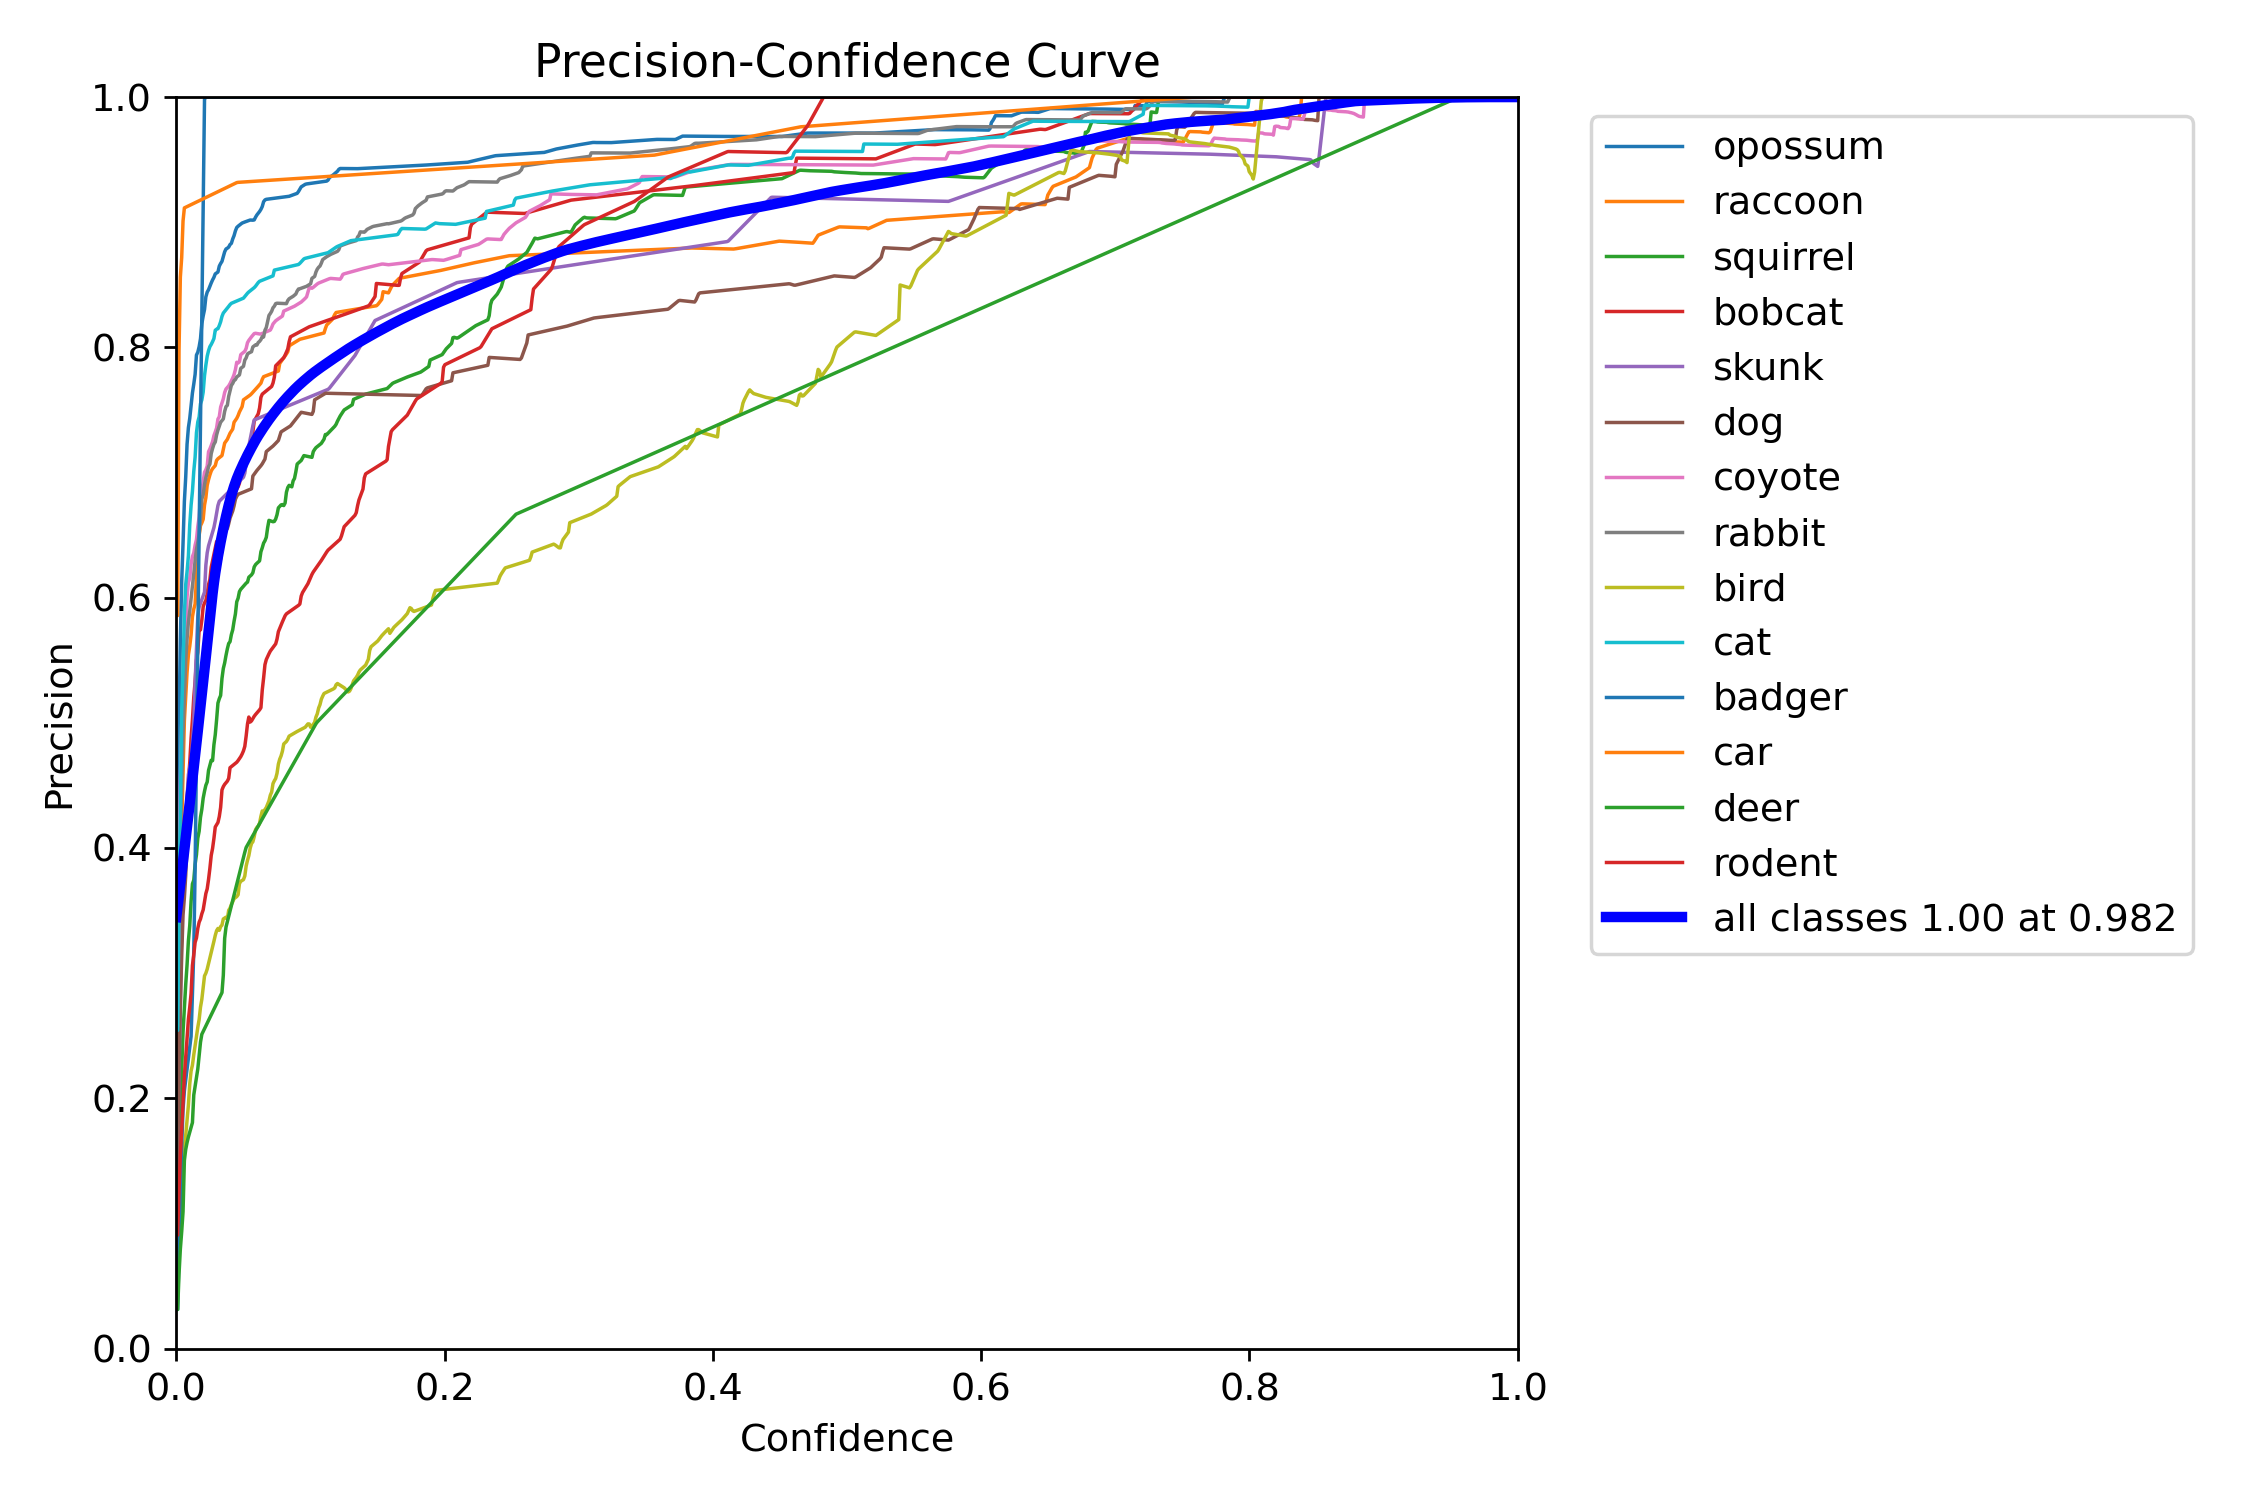 Precision-Confidence Curve
1.0
0.8
0.6
0.4
0.2
0.0
Precision
0.0 0.2 0.4 0.6 0.8 1.0
Confidence
opossum
raccoon
squirrel
bobcat
skunk
dog
coyote
rabbit
bird
cat
badger
car
deer
rodent
all classes 1.00 at 0.982